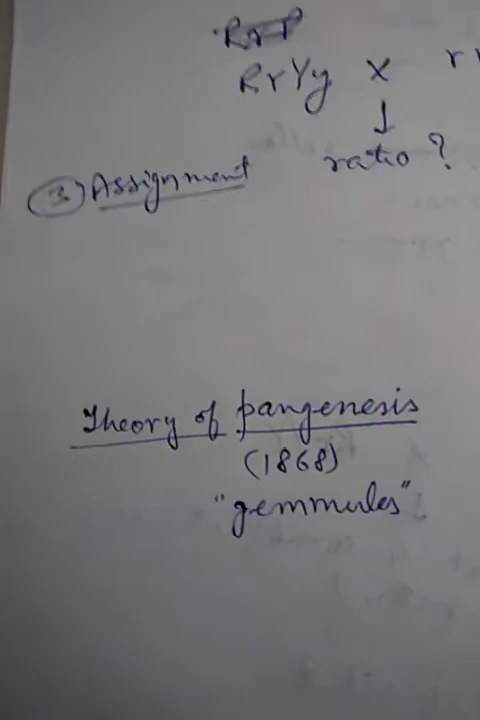 RrYy × r
↓
ratio ?
3) Assignment
Theory of pangenesis
(1868)
"gemmules"